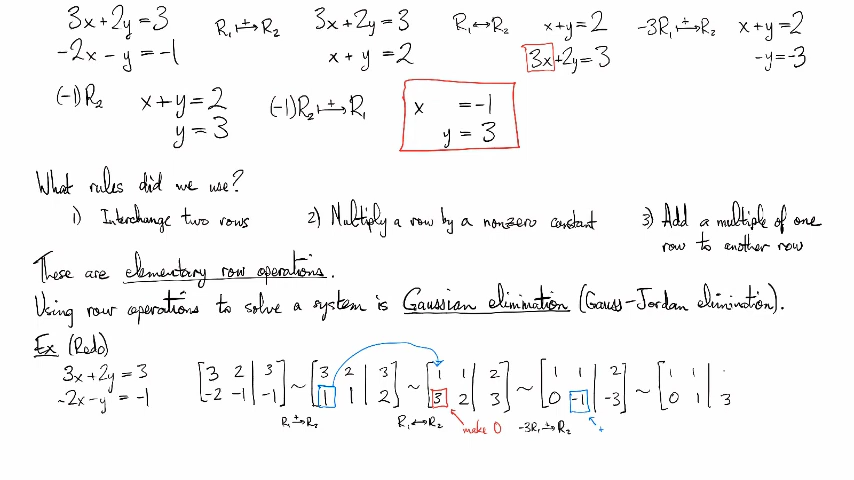 3x+2y=3 R₁ +↦ R₂ 3x+2y=3 R₁↔R₂ x+y=2 -3R₁ +↦ R₂ x+y=2
-2x-y=-1 x+y=2 3x+2y=3 -y=-3
(-1)R₂ x+y=2 (-1)R₂ +↦ R₁ x =-1
y=3 y=3
What rules did we use?
1) Interchange two rows 2) Multiply a row by a nonzero constant 3) Add a multiple of one
row to another row
These are elementary row operations.
Using row operations to solve a system is Gaussian elimination (Gauss-Jordan elimination).
Ex (Redo)
3x+2y=3 [3 2 | 3] ~ [3 2 | 3] ~ [1 1 | 2] ~ [1 1 | 2] ~ [1 1 |
-2x-y=-1 [-2 -1 | -1] [1 1 | 2] [3 2 | 3] [0 -1 | -3] [0 1 | 3
R₁ +↦ R₂ R₁↔R₂ make 0 -3R₁ +↦ R₂